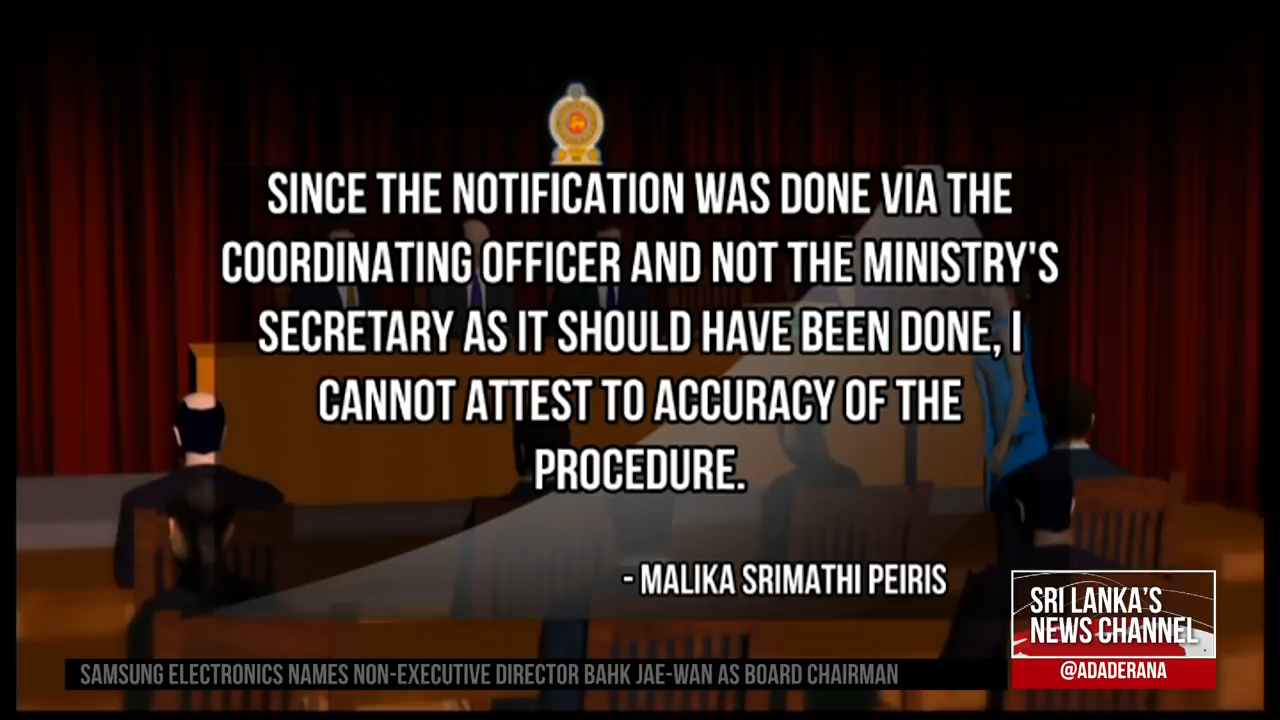 SINCE THE NOTIFICATION WAS DONE VIA THE
COORDINATING OFFICER AND NOT THE MINISTRY'S
SECRETARY AS IT SHOULD HAVE BEEN DONE, I
CANNOT ATTEST TO ACCURACY OF THE
PROCEDURE.
- MALIKA SRIMATHI PEIRIS
SRI LANKA'S
NEWS CHANNEL
@ADADERANA
SAMSUNG ELECTRONICS NAMES NON-EXECUTIVE DIRECTOR BAHK JAE-WAN AS BOARD CHAIRMAN